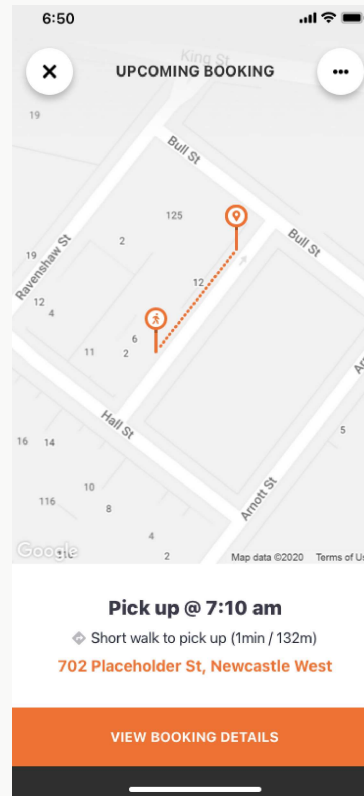 6:50
King St
UPCOMING BOOKING
19
Bull St
125
2
Bull St
19
Ravenshaw St
12
12
4
6
11
2
Hall St
16
14
5
10
116
8
Arnott St
4
2
Google
Map data ©2020
Terms of Us
Pick up @ 7:10 am
Short walk to pick up (1min / 132m)
702 Placeholder St, Newcastle West
VIEW BOOKING DETAILS